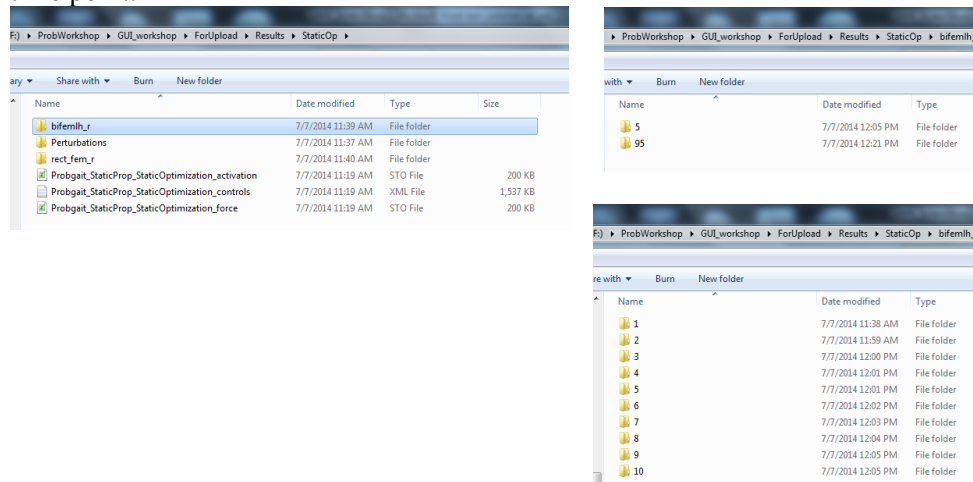 F:) ▸ ProbWorkshop ▸ GUI_workshop ▸ ForUpload ▸ Results ▸ StaticOp ▸
ary ▾ Share with ▾ Burn New folder
Name Date modified Type Size
bifemlh_r 7/7/2014 11:39 AM File folder
Perturbations 7/7/2014 11:37 AM File folder
rect_fem_r 7/7/2014 11:40 AM File folder
Probgait_StaticProp_StaticOptimization_activation 7/7/2014 11:19 AM STO File 200 KB
Probgait_StaticProp_StaticOptimization_controls 7/7/2014 11:19 AM XML File 1,537 KB
Probgait_StaticProp_StaticOptimization_force 7/7/2014 11:19 AM STO File 200 KB
▸ ProbWorkshop ▸ GUI_workshop ▸ ForUpload ▸ Results ▸ StaticOp ▸ bifemlh_
with ▾ Burn New folder
Name Date modified Type
5 7/7/2014 12:05 PM File folder
95 7/7/2014 12:21 PM File folder
F:) ▸ ProbWorkshop ▸ GUI_workshop ▸ ForUpload ▸ Results ▸ StaticOp ▸ bifemlh_
re with ▾ Burn New folder
Name Date modified Type
1 7/7/2014 11:38 AM File folder
2 7/7/2014 11:59 AM File folder
3 7/7/2014 12:00 PM File folder
4 7/7/2014 12:01 PM File folder
5 7/7/2014 12:01 PM File folder
6 7/7/2014 12:02 PM File folder
7 7/7/2014 12:03 PM File folder
8 7/7/2014 12:04 PM File folder
9 7/7/2014 12:05 PM File folder
10 7/7/2014 12:05 PM File folder